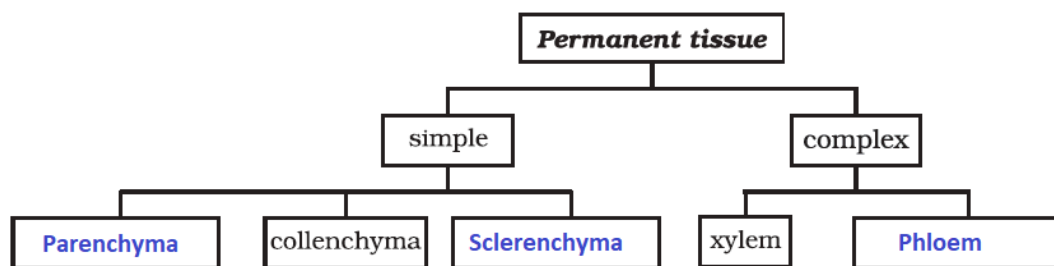 Permanent tissue
simple
complex
Parenchyma
collenchyma
Sclerenchyma
xylem
Phloem